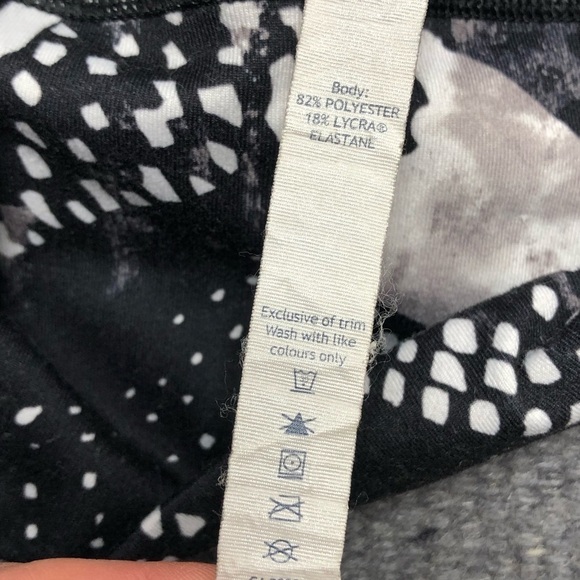 Body:
82% POLYESTER
18% LYCRA®
ELASTANE
Exclusive of trim
Wash with like
colours only